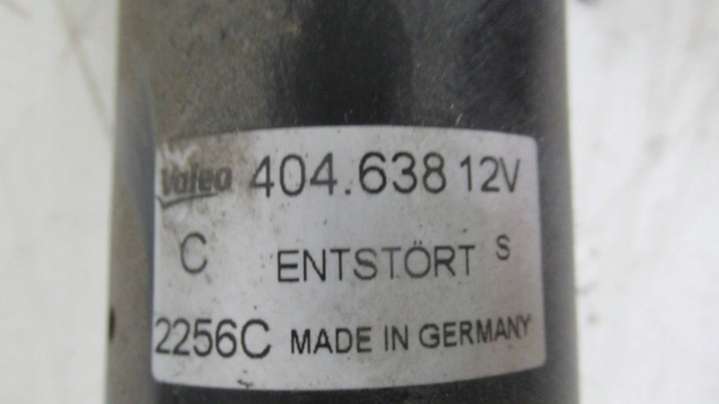 Valeo 404.638 12V
C ENTSTÖRT S
2256C MADE IN GERMANY